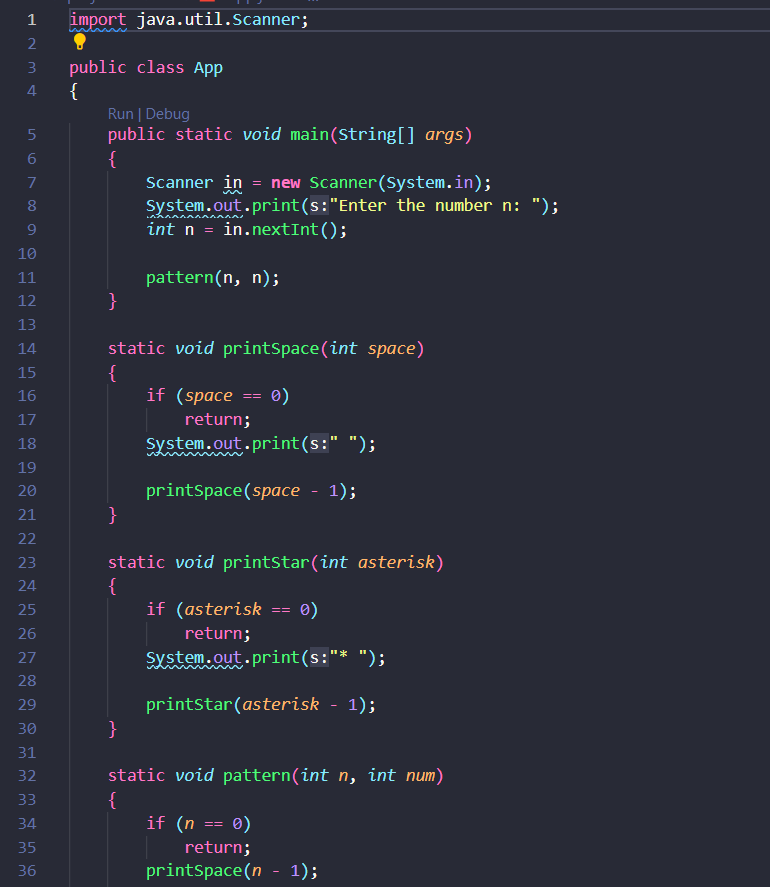 1 import java.util.Scanner;
2
3 public class App
4 {
Run | Debug
5 public static void main(String[] args)
6 {
7 Scanner in = new Scanner(System.in);
8 System.out.print(s:"Enter the number n: ");
9 int n = in.nextInt();
10
11 pattern(n, n);
12 }
13
14 static void printSpace(int space)
15 {
16 if (space == 0)
17 return;
18 System.out.print(s:" ");
19
20 printSpace(space - 1);
21 }
22
23 static void printStar(int asterisk)
24 {
25 if (asterisk == 0)
26 return;
27 System.out.print(s:"* ");
28
29 printStar(asterisk - 1);
30 }
31
32 static void pattern(int n, int num)
33 {
34 if (n == 0)
35 return;
36 printSpace(n - 1);